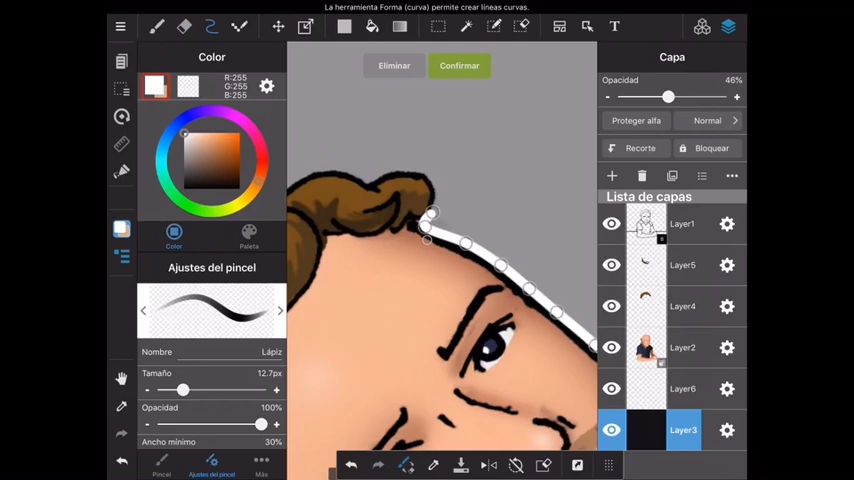 La herramienta Forma (curva) permite crear líneas curvas.
T
Color
R:255
G:255
B:255
Color
Paleta
Ajustes del pincel
Nombre
Lápiz
Tamaño
12.7px
-
+
Opacidad
100%
-
+
Ancho mínimo
30%
Pincel
Ajustes del pincel
Más
Eliminar
Confirmar
Capa
Opacidad
46%
-
+
Proteger alfa
Normal
Recorte
Bloquear
Lista de capas
Layer1
Layer5
Layer4
Layer2
Layer6
Layer3